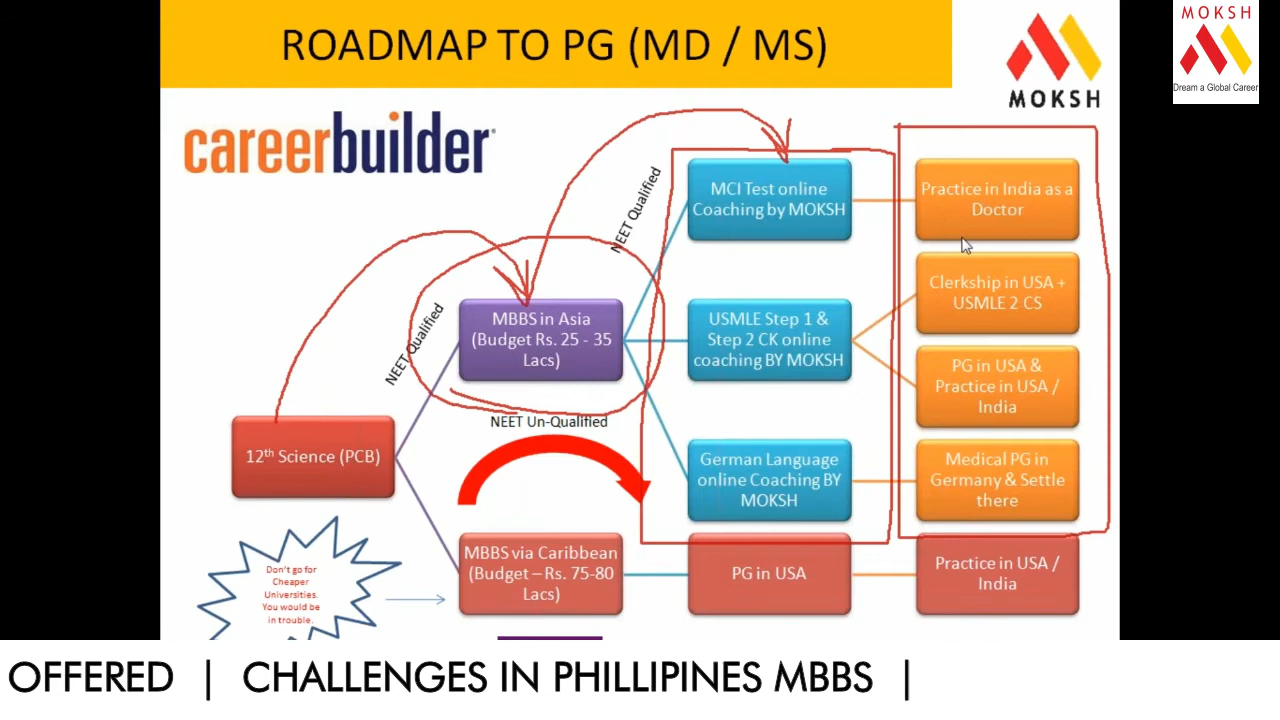 ROADMAP TO PG (MD / MS)
MOKSH
MOKSH
Dream a Global Career
careerbuilder
NEET Qualified
NEET Qualified
12th Science (PCB)
MBBS in Asia
(Budget Rs. 25 - 35
Lacs)
NEET Un-Qualified
MBBS via Caribbean
(Budget – Rs. 75-80
Lacs)
MCI Test online
Coaching by MOKSH
USMLE Step 1 &
Step 2 CK online
coaching BY MOKSH
German Language
online Coaching BY
MOKSH
PG in USA
Practice in India as a
Doctor
Clerkship in USA +
USMLE 2 CS
PG in USA &
Practice in USA /
India
Medical PG in
Germany & Settle
there
Practice in USA /
India
Don't go for
Cheaper
Universities.
You would be
in trouble.
OFFERED | CHALLENGES IN PHILLIPINES MBBS |